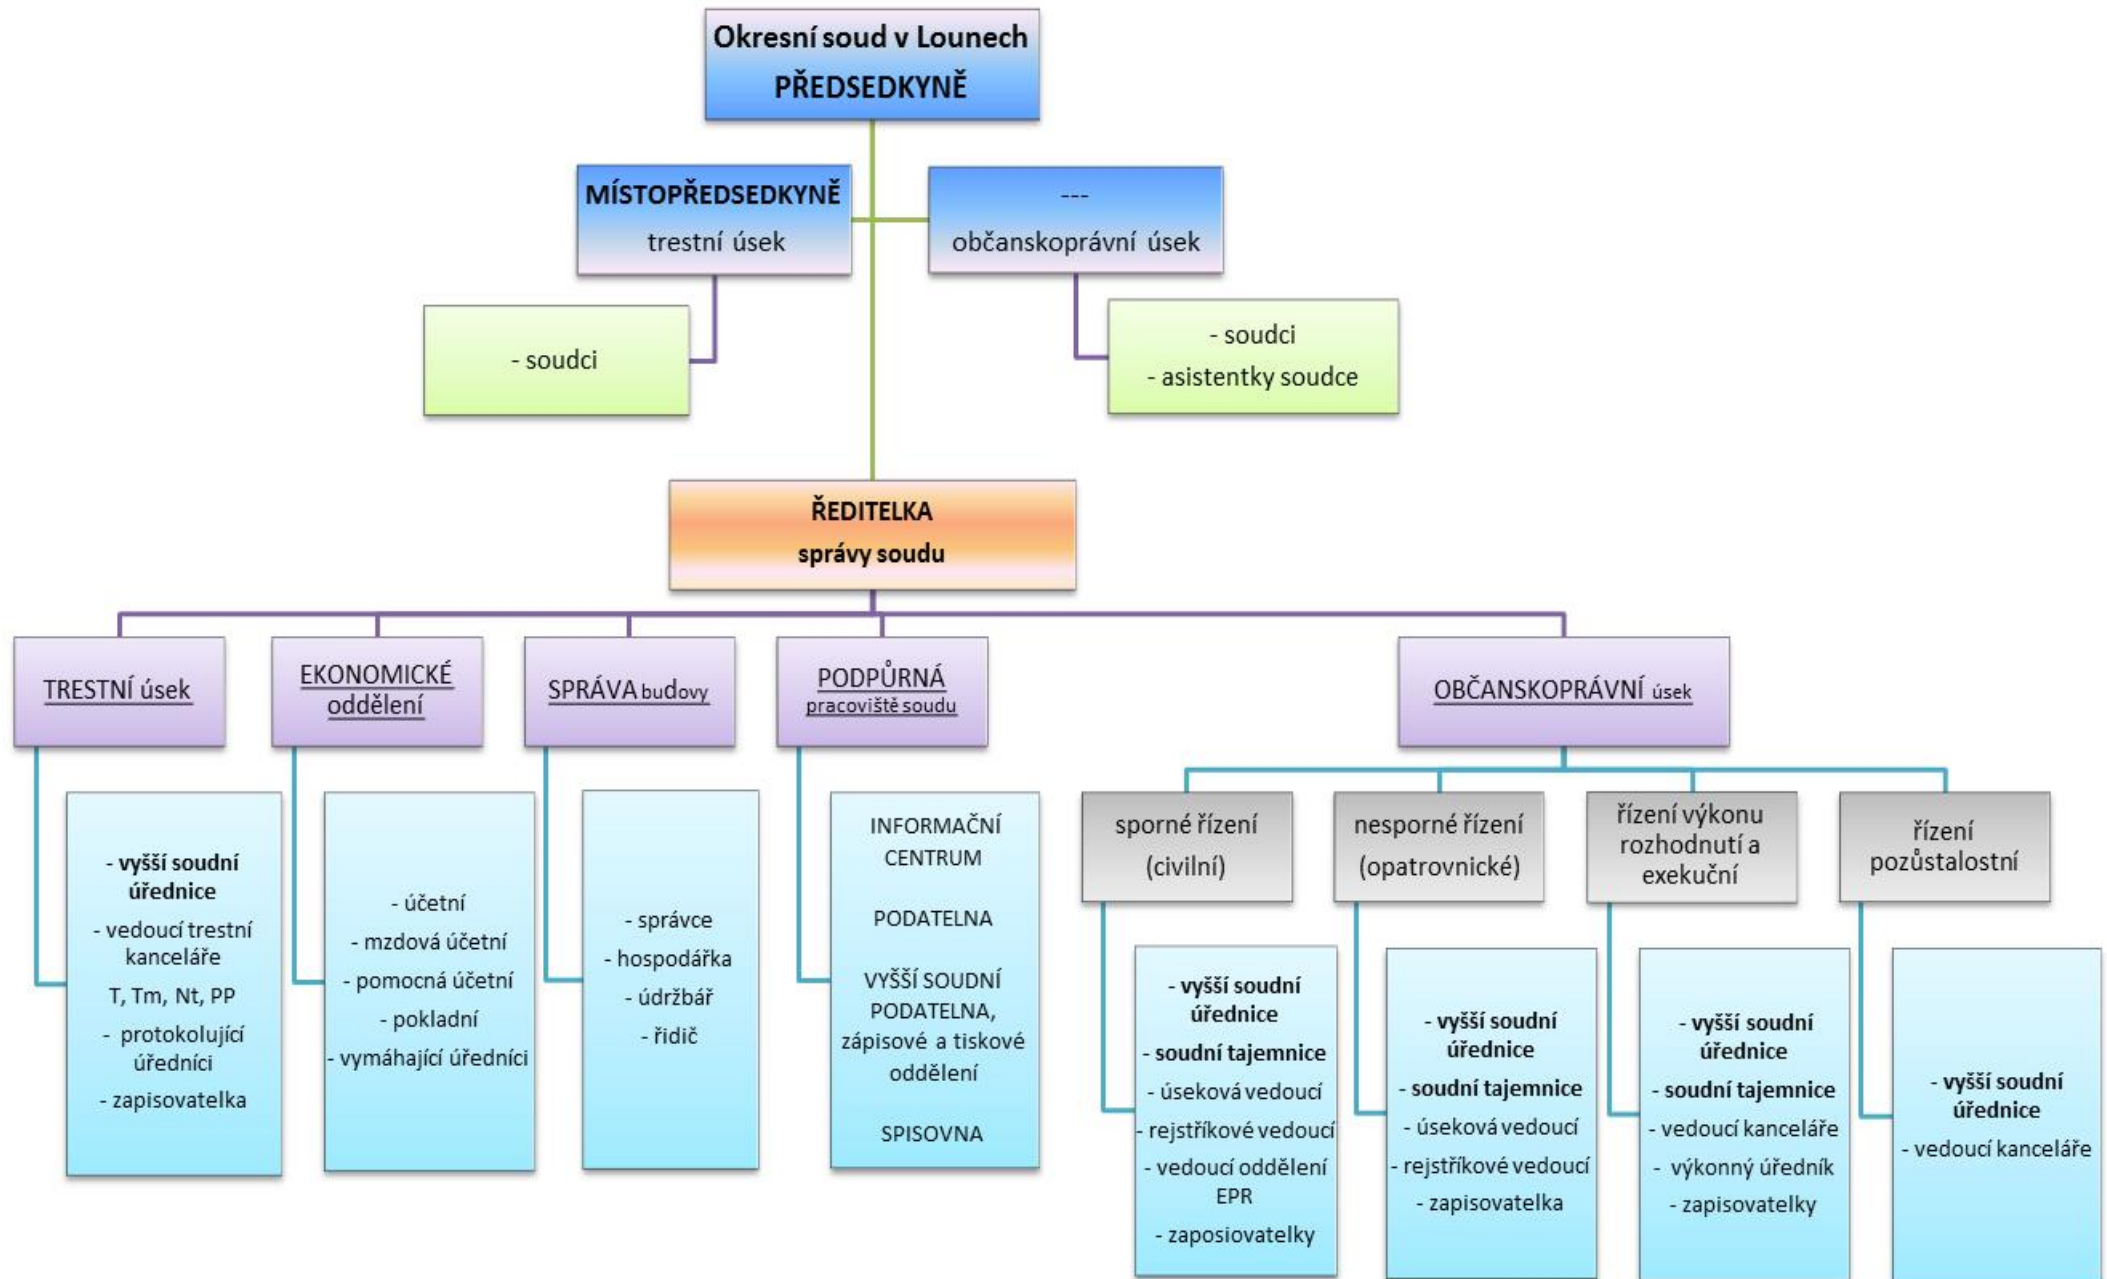 Okresní soud v Lounech
PŘEDSEDKYNĚ
MÍSTOPŘEDSEDKYNĚ
trestní úsek
---
občanskoprávní úsek
- soudci
- soudci
- asistentky soudce
ŘEDITELKA
správy soudu
TRESTNÍ úsek
EKONOMICKÉ
oddělení
SPRÁVA budovy
PODPŮRNÁ
pracoviště soudu
OBČANSKOPRÁVNÍ úsek
- vyšší soudní
úřednice
- vedoucí trestní
kanceláře
T, Tm, Nt, PP
- protokolující
úředníci
- zapisovatelka
- účetní
- mzdová účetní
- pomocná účetní
- pokladní
- vymáhající úředníci
- správce
- hospodářka
- údržbář
- řidič
INFORMAČNÍ
CENTRUM
PODATELNA
VYŠŠÍ SOUDNÍ
PODATELNA,
zápisové a tiskové
oddělení
SPISOVNA
sporné řízení
(civilní)
nesporné řízení
(opatrovnické)
řízení výkonu
rozhodnutí a
exekuční
řízení
pozůstalostní
- vyšší soudní
úřednice
- soudní tajemnice
- úseková vedoucí
- rejstříkové vedoucí
- vedoucí oddělení
EPR
- zaposiovatelky
- vyšší soudní
úřednice
- soudní tajemnice
- úseková vedoucí
- rejstříkové vedoucí
- zapisovatelka
- vyšší soudní
úřednice
- soudní tajemnice
- vedoucí kanceláře
- výkonný úředník
- zapisovatelky
- vyšší soudní
úřednice
- vedoucí kanceláře